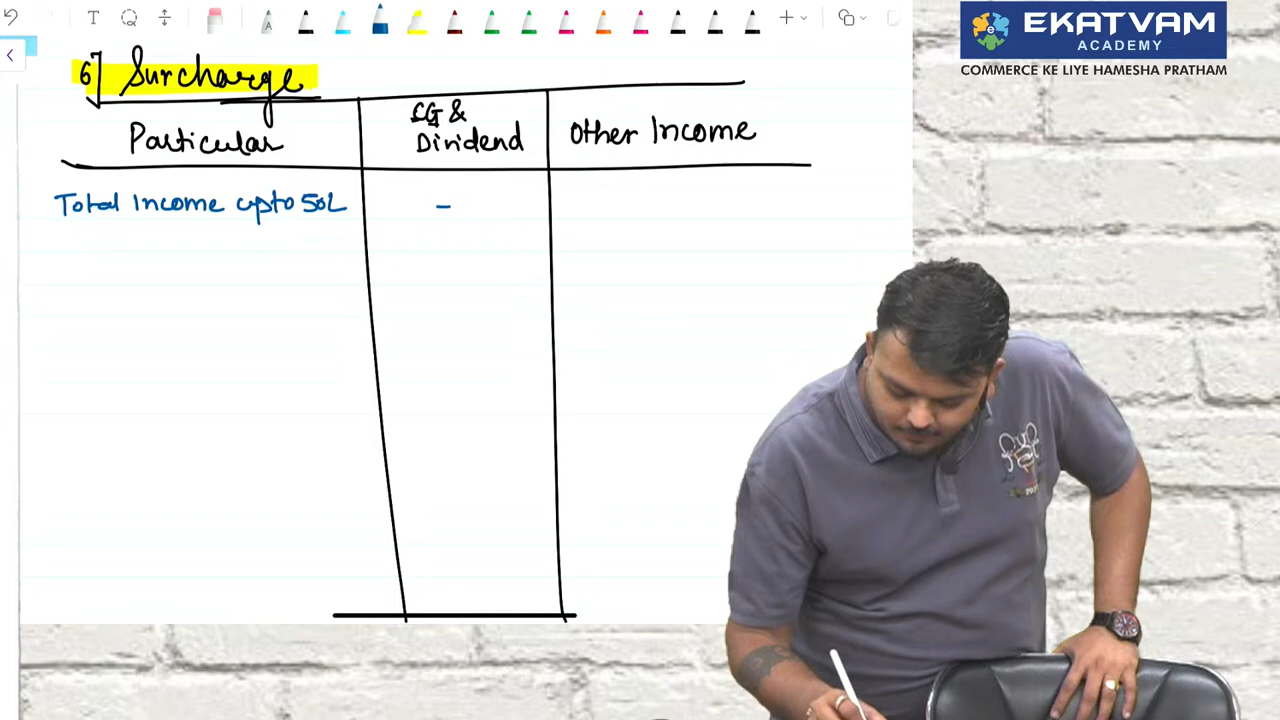 EKATVAM
ACADEMY
COMMERCE KE LIYE HAMESHA PRATHAM
6] Surcharge
Particular
CG &
Dividend
Other Income
Total Income upto 50L
-